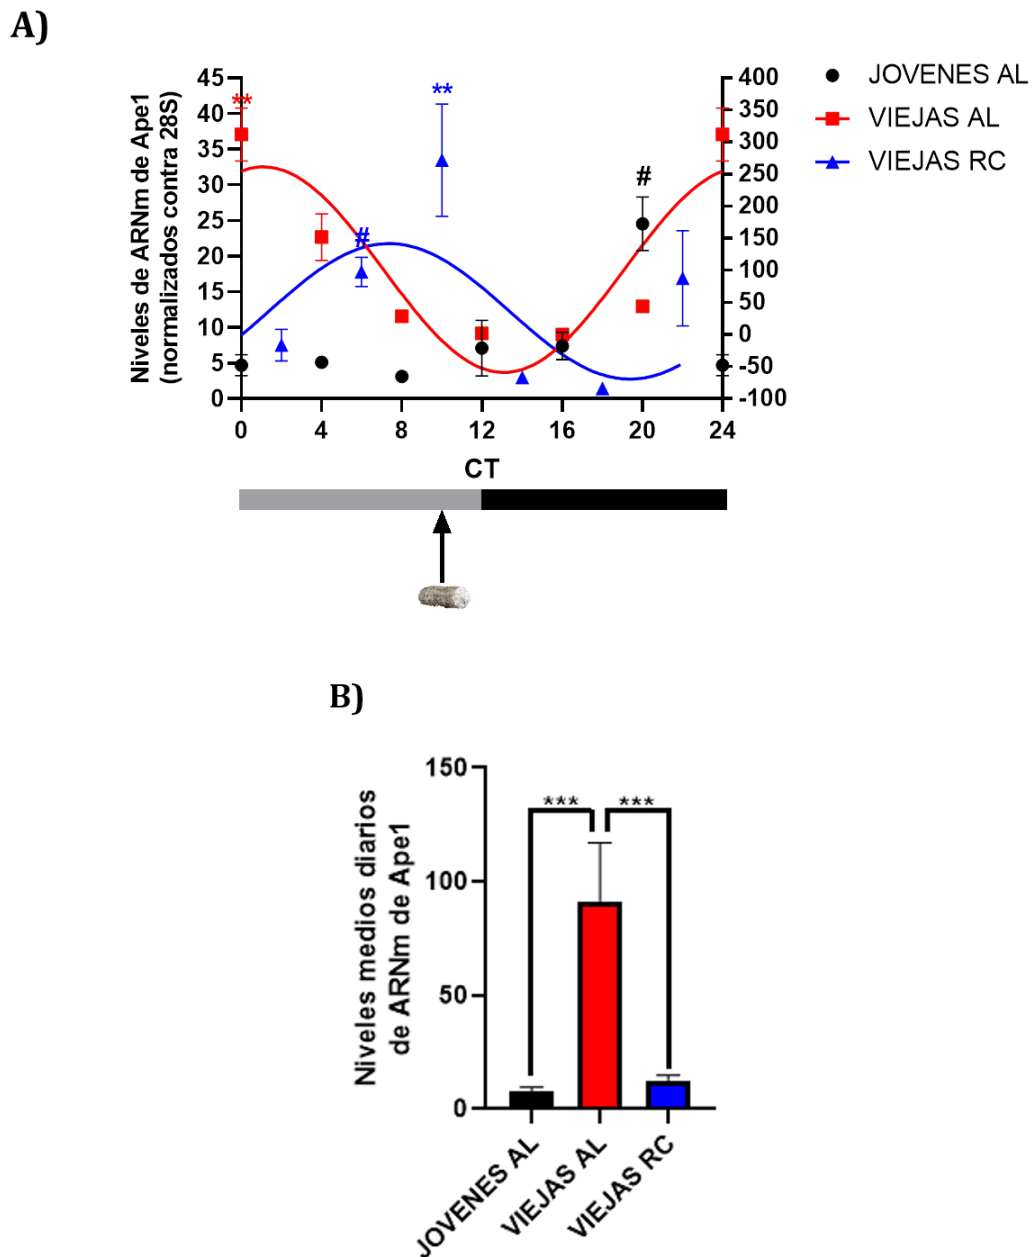 A)
Niveles de ARNm de Ape1
(normalizados contra 28S)
45
40
35
30
25
20
15
10
5
0
**
#
**
#
400
350
300
250
200
150
100
50
0
-50
-100
JOVENES AL
VIEJAS AL
VIEJAS RC
0 4 8 12 16 20 24
CT
B)
Niveles medios diarios
de ARNm de Ape1
150
100
50
0
*** ***
JOVENES AL
VIEJAS AL
VIEJAS RC